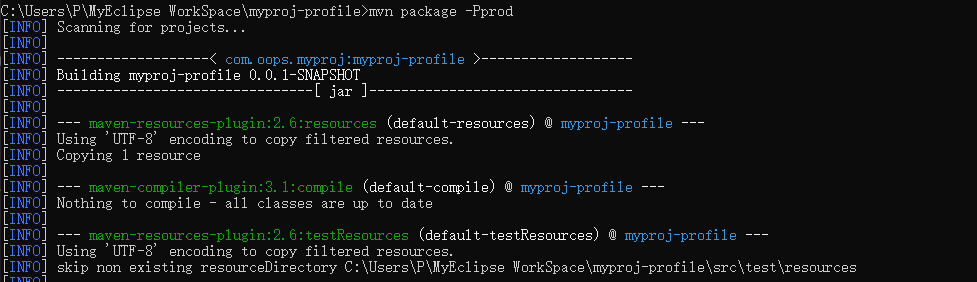 C:\Users\P\MyEclipse WorkSpace\myproj-profile>mvn package -Pprod
[INFO] Scanning for projects...
[INFO]
[INFO] -------------------< com.oops.myproj:myproj-profile >-------------------
[INFO] Building myproj-profile 0.0.1-SNAPSHOT
[INFO] --------------------------------[ jar ]---------------------------------
[INFO]
[INFO] --- maven-resources-plugin:2.6:resources (default-resources) @ myproj-profile ---
[INFO] Using 'UTF-8' encoding to copy filtered resources.
[INFO] Copying 1 resource
[INFO]
[INFO] --- maven-compiler-plugin:3.1:compile (default-compile) @ myproj-profile ---
[INFO] Nothing to compile - all classes are up to date
[INFO]
[INFO] --- maven-resources-plugin:2.6:testResources (default-testResources) @ myproj-profile ---
[INFO] Using 'UTF-8' encoding to copy filtered resources.
[INFO] skip non existing resourceDirectory C:\Users\P\MyEclipse WorkSpace\myproj-profile\src\test\resources
[INFO]